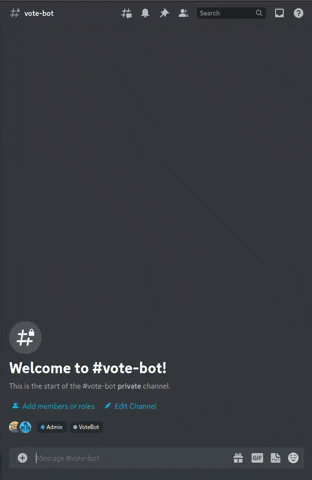 vote-bot
Search
Welcome to #vote-bot!
This is the start of the #vote-bot private channel.
Add members or roles
Edit Channel
Admin
VoteBot
Message #vote-bot
GIF